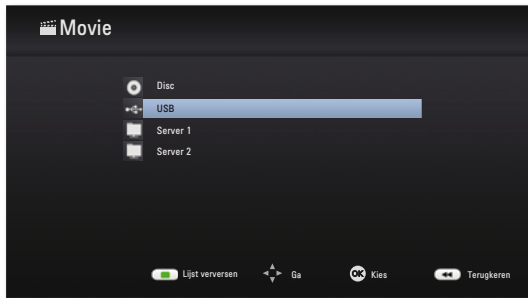 Movie
Disc
USB
Server 1
Server 2
Lijst verversen Ga OK Kies Terugkeren